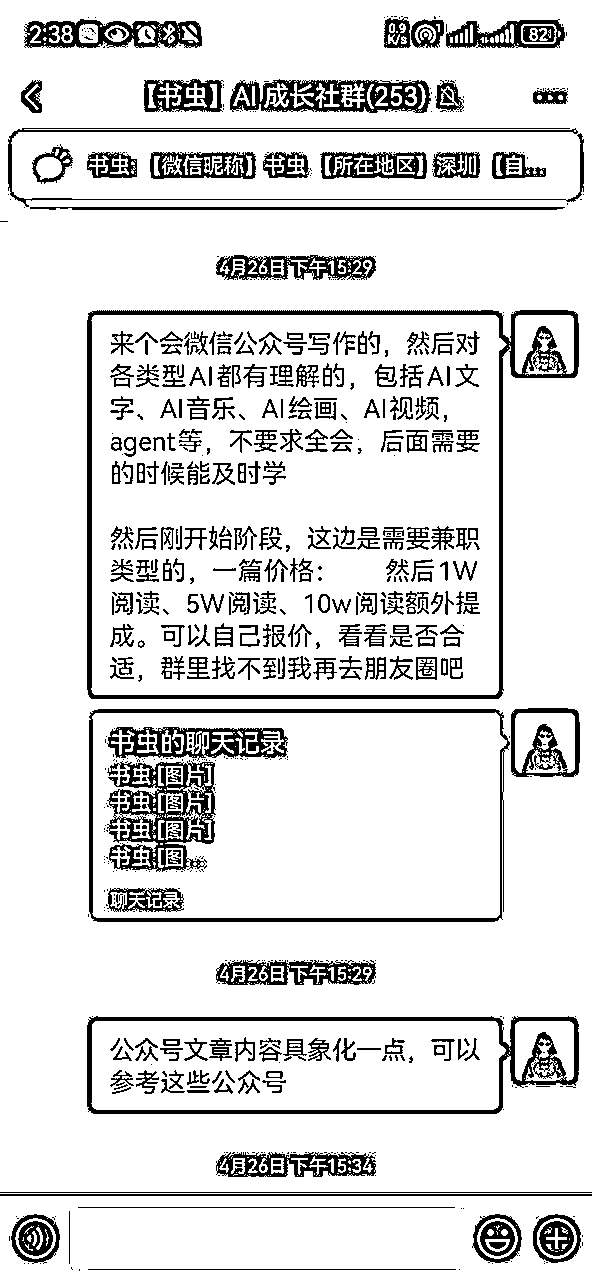 2:38
0.9 K/s
82
【书虫】AI成长社群(253)
书虫: 【微信昵称】书虫 【所在地区】深圳 【自...
4月26日 下午15:29
来个会微信公众号写作的，然后对
各类型AI都有理解的，包括AI文
字、AI音乐、AI绘画、AI视频，
agent等，不要求全会，后面需要
的时候能及时学
然后刚开始阶段，这边是需要兼职
类型的，一篇价格： 然后1W
阅读、5W阅读、10w阅读额外提
成。可以自己报价，看看是否合
适，群里找不到我再去朋友圈吧
书虫的聊天记录
书虫:[图片]
书虫:[图片]
书虫:[图片]
书虫:[图...
聊天记录
4月26日 下午15:29
公众号文章内容具象化一点，可以
参考这些公众号
4月26日 下午15:34